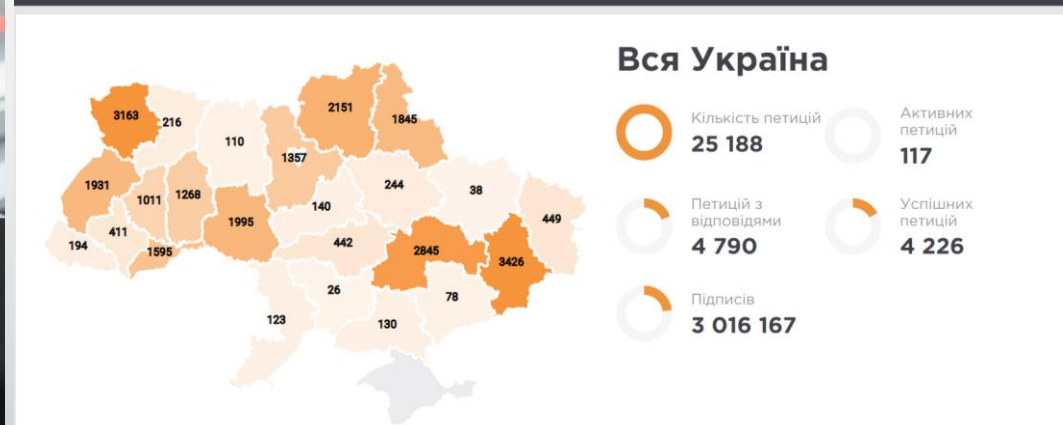 Вся Україна
Кількість петицій
25 188
Активних
петицій
117
Петицій з
відповідями
4 790
Успішних
петицій
4 226
Підписів
3 016 167
3163
216
110
2151
1845
1357
1931
1011
1268
244
38
140
449
1995
411
194
1595
442
2845
3426
26
78
123
130